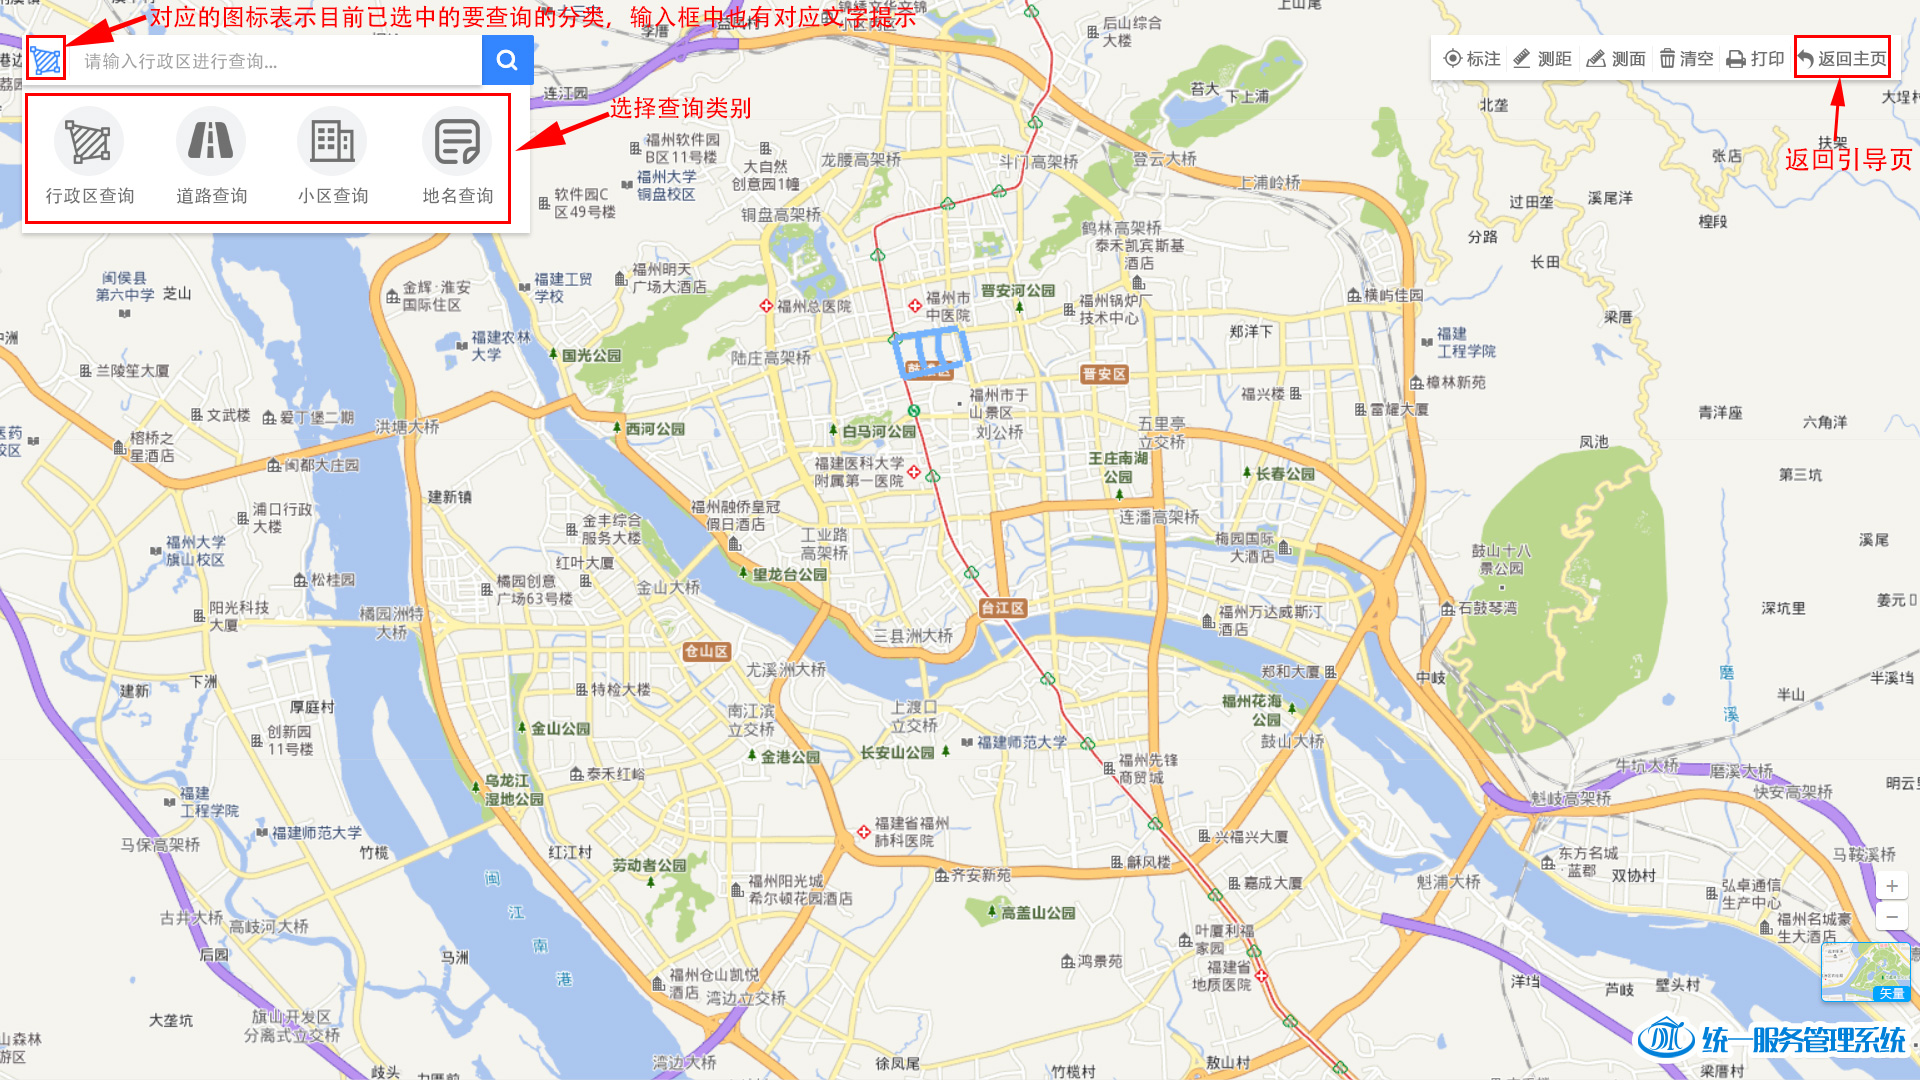 对应的图标表示目前已选中的要查询的分类，输入框中也有对应文字提示
请输入行政区进行查询...
行政区查询
道路查询
小区查询
地名查询
选择查询类别
标注
测距
测面
清空
打印
返回主页
返回引导页
李厝
后山综合
大楼
连江园
苔大
下上浦
北垄
扶架
张店
福州软件园
B区11号楼
大自然
创意园1幢
龙腰高架桥
斗门高架桥
登云大桥
福州大学
铜盘校区
软件园C
区49号楼
铜盘高架桥
上浦岭桥
过田垄
溪尾洋
楻段
分路
长田
鹤林高架桥
泰禾凯宾斯基
酒店
闽侯县
第六中学
芝山
金辉·淮安
国际住区
福建工贸
学校
福州明天
广场大酒店
福州总医院
福州市
中医院
晋安河公园
福州锅炉厂
技术中心
横屿佳园
梁厝
郑洋下
福建
工程学院
福建农林
大学
国光公园
陆庄高架桥
晋安区
兰陵笙大厦
福州市于
山景区
刘公桥
福兴楼
樟林新苑
雷耀大厦
青洋座
六角洋
文武楼
爱丁堡二期
洪塘大桥
西河公园
白马河公园
五里亭
立交桥
凤池
榕桥之
星酒店
闽都大庄园
福建医科大学
附属第一医院
王庄南湖
公园
长春公园
第三坑
建新镇
福州融侨皇冠
假日酒店
浦口行政
大楼
金丰综合
服务大楼
工业路
高架桥
连潘高架桥
梅园国际
大酒店
溪尾
福州大学
旗山校区
红叶大厦
鼓山十八
景公园
松桂园
橘园创意
广场63号楼
金山大桥
望龙台公园
台江区
石鼓琴湾
深坑里
姜元
阳光科技
大厦
橘园洲特
大桥
三县洲大桥
福州万达威斯汀
酒店
仓山区
尤溪洲大桥
郑和大厦
中岐
磨
溪
半溪垱
半山
建新
下洲
厚庭村
特检大楼
南江滨
立交桥
上渡口
立交桥
福州花海
公园
鼓山大桥
创新园
11号楼
金山公园
金港公园
长安山公园
福建师范大学
福州先锋
商贸城
牛坑大桥
磨溪大桥
快安高架桥
泰禾红峪
乌龙江
湿地公园
魁岐高架桥
福建
工程学院
福建师范大学
马保高架桥
竹榄
红江村
福建省福州
肺科医院
兴福兴大厦
龢风楼
东方名城
·蓝郡
双协村
马鞍溪桥
劳动者公园
福州阳光城
希尔顿花园酒店
齐安新苑
嘉成大厦
魁浦大桥
弘卓通信
生产中心
闽
江
南
港
古井大桥
高岐河大桥
高盖山公园
叶厦利福
家园
福州名城豪
生大酒店
后园
马洲
鸿景苑
福建省
地质医院
洋垱
芦岐
壁头村
福州仓山凯悦
酒店
湾边立交桥
矢量
大垄坑
旗山开发区
分离式立交桥
湾边大桥
徐凤尾
竹榄村
敖山村
梁厝村
歧头
统一服务管理系统